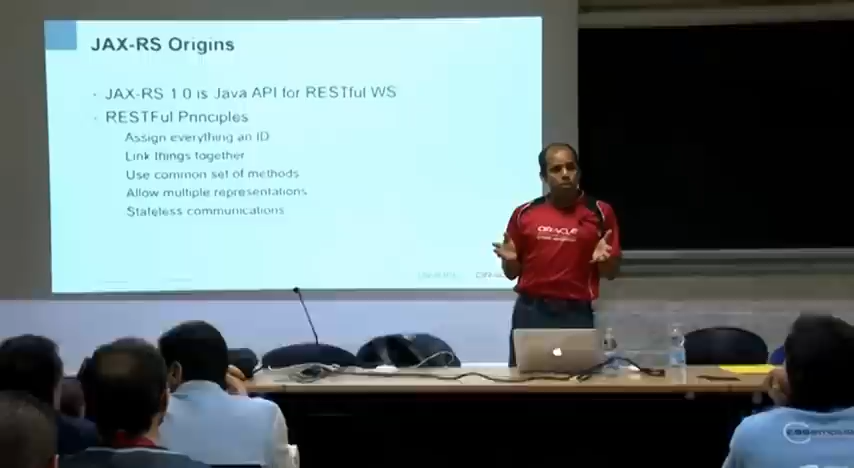 JAX-RS Origins
JAX-RS 1.0 is Java API for RESTful WS
RESTFul Principles
Assign everything an ID
Link things together
Use common set of methods
Allow multiple representations
Stateless communications
ORACLE